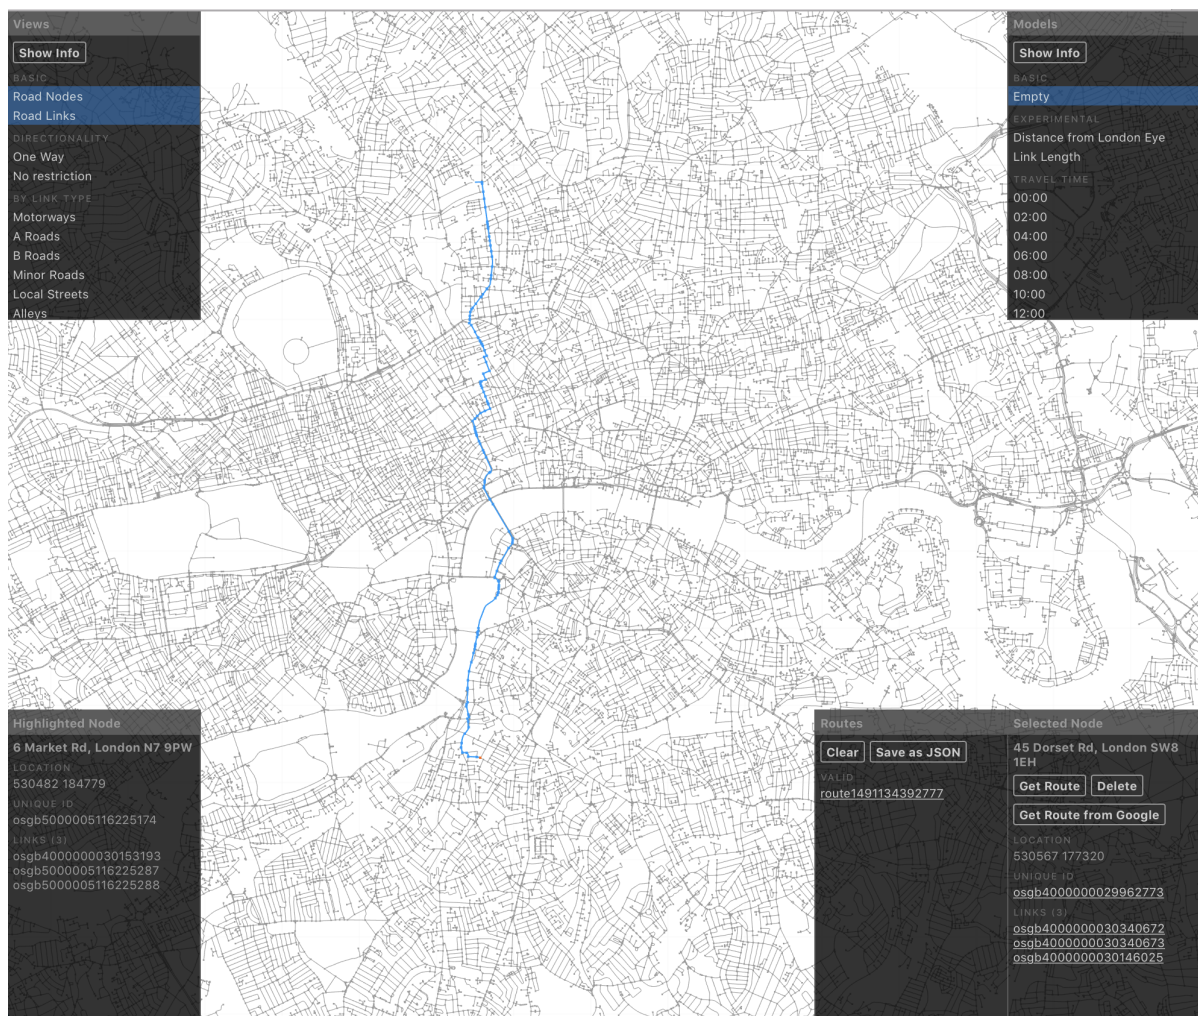 Views
Show Info
BASIC
Road Nodes
Road Links
DIRECTIONALITY
One Way
No restriction
BY LINK TYPE
Motorways
A Roads
B Roads
Minor Roads
Local Streets
Alleys
Models
Show Info
BASIC
Empty
EXPERIMENTAL
Distance from London Eye
Link Length
TRAVEL TIME
00:00
02:00
04:00
06:00
08:00
10:00
12:00
Highlighted Node
6 Market Rd, London N7 9PW
LOCATION
530482 184779
UNIQUE ID
osgb5000005116225174
LINKS (3)
osgb4000000030153193
osgb5000005116225287
osgb5000005116225288
Routes
Clear Save as JSON
VALID
route1491134392777
Selected Node
45 Dorset Rd, London SW8
1EH
Get Route Delete
Get Route from Google
LOCATION
530567 177320
UNIQUE ID
osgb4000000029962773
LINKS (3)
osgb4000000030340672
osgb4000000030340673
osgb4000000030146025